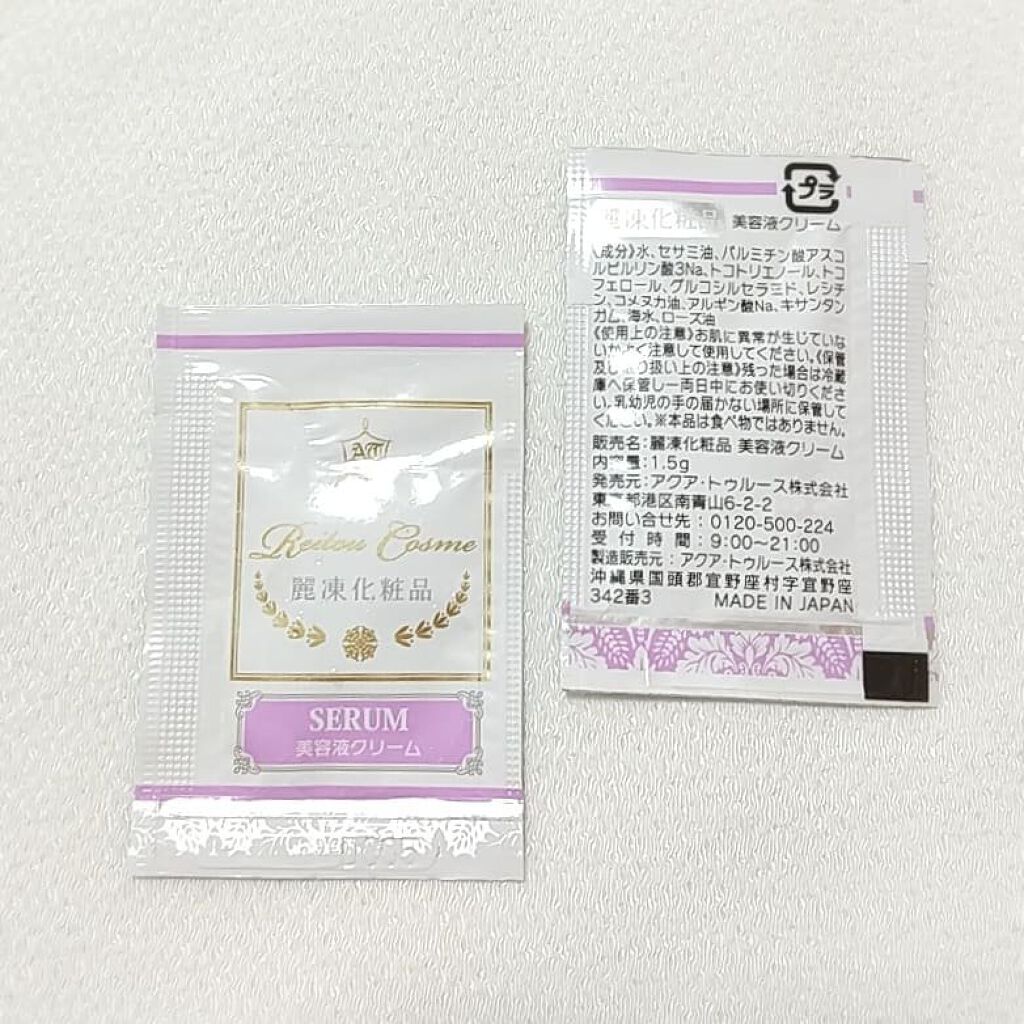 AT
Reitou Cosme
麗凍化粧品
SERUM
美容液クリーム
プラ
麗凍化粧品 美容液クリーム
《成分》水、セサミ油、パルミチン酸アスコ
ルビルリン酸3Na、トコトリエノール、トコ
フェロール、グルコシルセラミド、レシチ
ン、コメヌカ油、アルギン酸Na、キサンタン
ガム、海水、ローズ油
《使用上の注意》お肌に異常が生じていな
いかよく注意して使用してください。《保管
及び取り扱い上の注意》残った場合は冷蔵
庫へ保管し一両日中にお使い切りくださ
い。乳幼児の手の届かない場所に保管して
ください。※本品は食べ物ではありません。
販売名：麗凍化粧品 美容液クリーム
内容量：1.5g
発売元：アクア・トゥルース株式会社
東京都港区南青山6-2-2
お問い合せ先：0120-500-224
受付時間：9:00～21:00
製造販売元：アクア・トゥルース株式会社
沖縄県国頭郡宜野座村字宜野座
342番3 MADE IN JAPAN